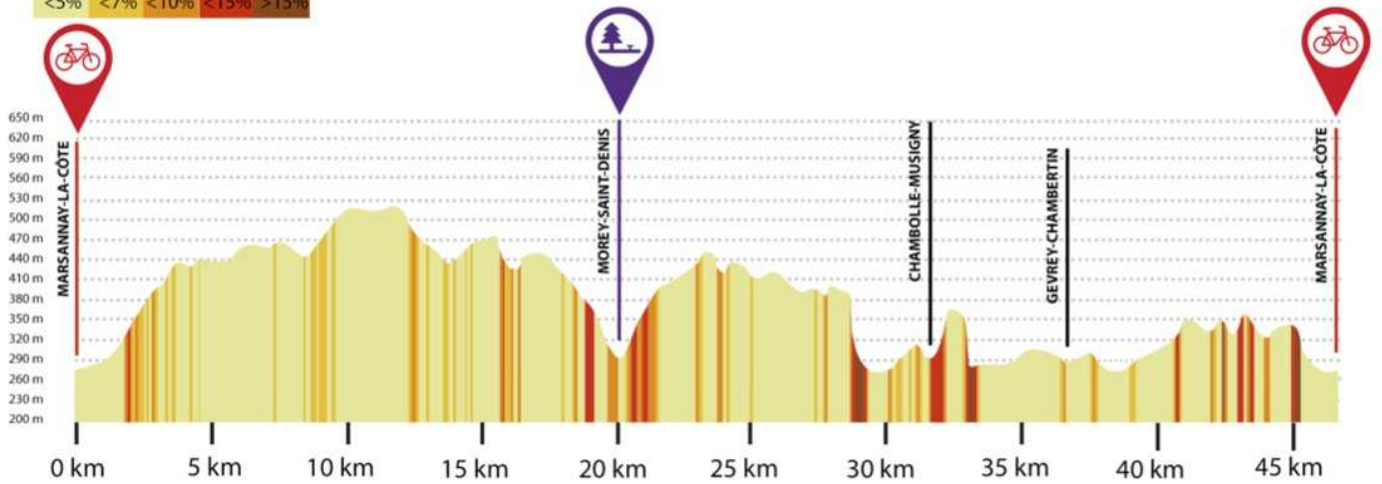 <5% <7% <10% <15% >15%
MARSANNAY-LA-CÔTE
MOREY-SAINT-DENIS
CHAMBOLLE-MUSIGNY
GEVREY-CHAMBERTIN
MARSANNAY-LA-CÔTE
650 m
620 m
590 m
560 m
530 m
500 m
470 m
440 m
410 m
380 m
350 m
320 m
290 m
260 m
230 m
200 m
0 km 5 km 10 km 15 km 20 km 25 km 30 km 35 km 40 km 45 km